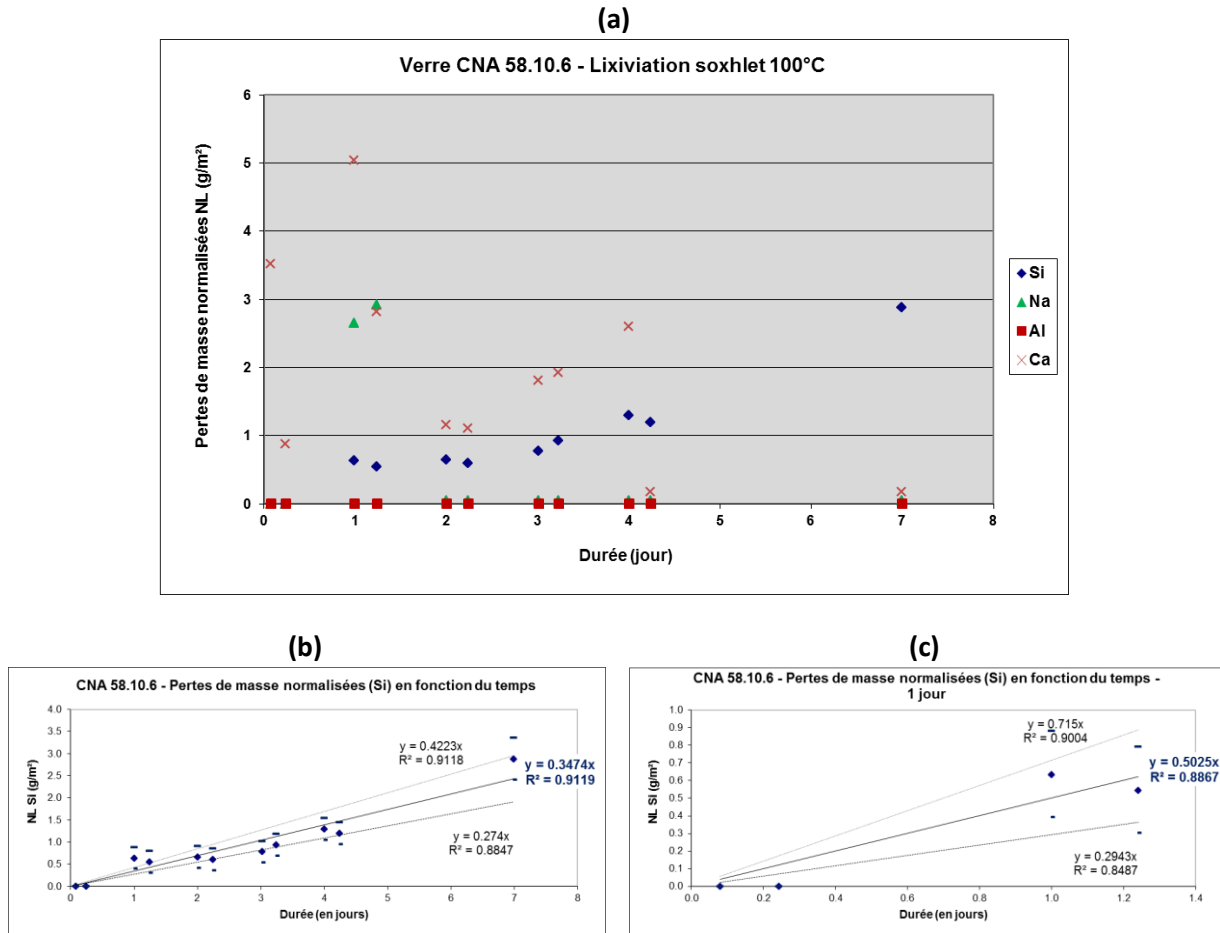 (a)
Verre CNA 58.10.6 - Lixiviation soxhlet 100°C
Pertes de masse normalisées NL (g/m²)
6
5
4
3
2
1
0
0 1 2 3 4 5 6 7 8
Durée (jour)
Si
Na
Al
Ca
(b)
CNA 58.10.6 - Pertes de masse normalisées (Si) en fonction du temps
NL Si (g/m²)
4.0
3.5
3.0
2.5
2.0
1.5
1.0
0.5
0.0
y = 0.4223x
R² = 0.9118
y = 0.3474x
R² = 0.9119
y = 0.274x
R² = 0.8847
0 1 2 3 4 5 6 7 8
Durée (en jours)
(c)
CNA 58.10.6 - Pertes de masse normalisées (Si) en fonction du temps -
1 jour
NL Si (g/m²)
1.0
0.9
0.8
0.7
0.6
0.5
0.4
0.3
0.2
0.1
0.0
y = 0.715x
R² = 0.9004
y = 0.5025x
R² = 0.8867
y = 0.2943x
R² = 0.8487
0.0 0.2 0.4 0.6 0.8 1.0 1.2 1.4
Durée (en jours)